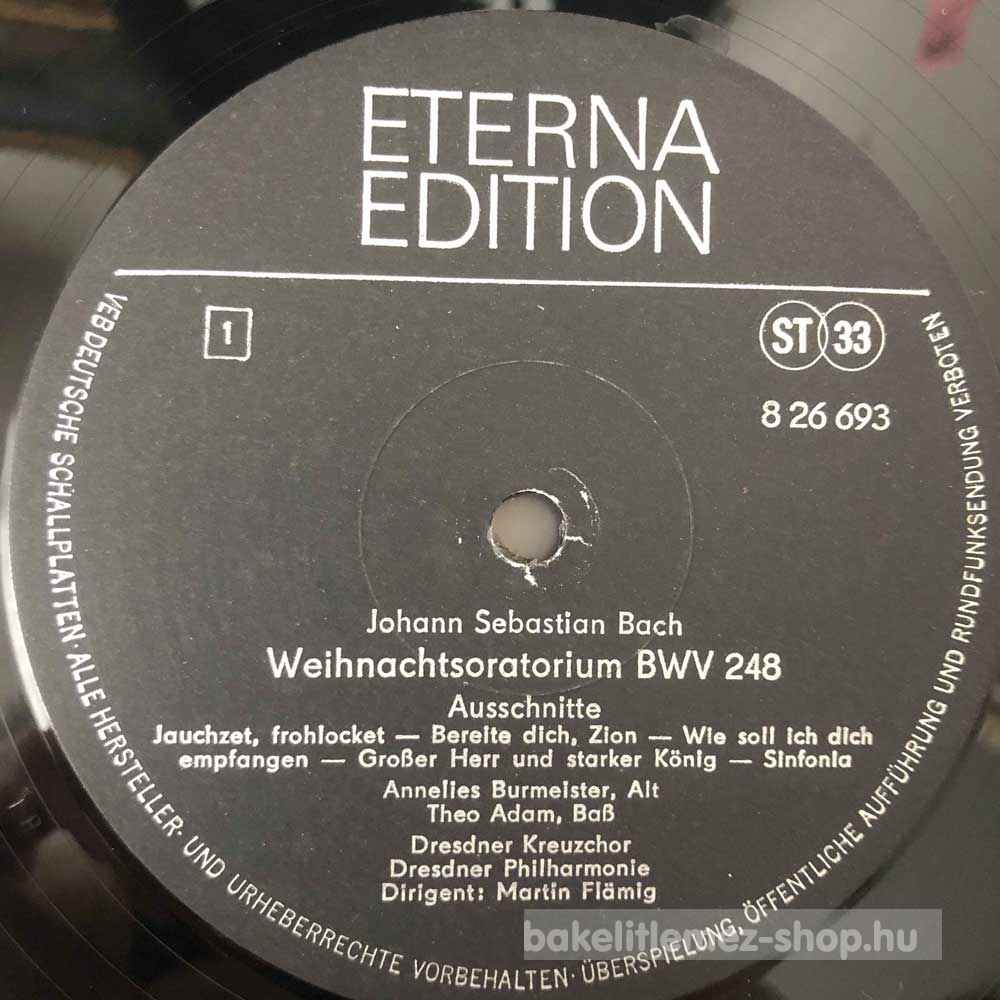 ETERNA
EDITION
1
ST 33
8 26 693
Johann Sebastian Bach
Weihnachtsoratorium BWV 248
Ausschnitte
Jauchzet, frohlocket — Bereite dich, Zion — Wie soll ich dich
empfangen — Großer Herr und starker König — Sinfonia
Annelies Burmeister, Alt
Theo Adam, Baß
Dresdner Kreuzchor
Dresdner Philharmonie
Dirigent: Martin Flämig
VEB DEUTSCHE SCHALLPLATTEN · ALLE HERSTELLER- UND URHEBERRECHTE VORBEHALTEN · ÜBERSPIELUNG, ÖFFENTLICHE AUFFÜHRUNG UND RUNDFUNKSENDUNG VERBOTEN
bakelitlemez-shop.hu